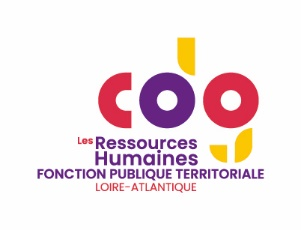 cdg
Les Ressources
Humaines
FONCTION PUBLIQUE TERRITORIALE
LOIRE-ATLANTIQUE